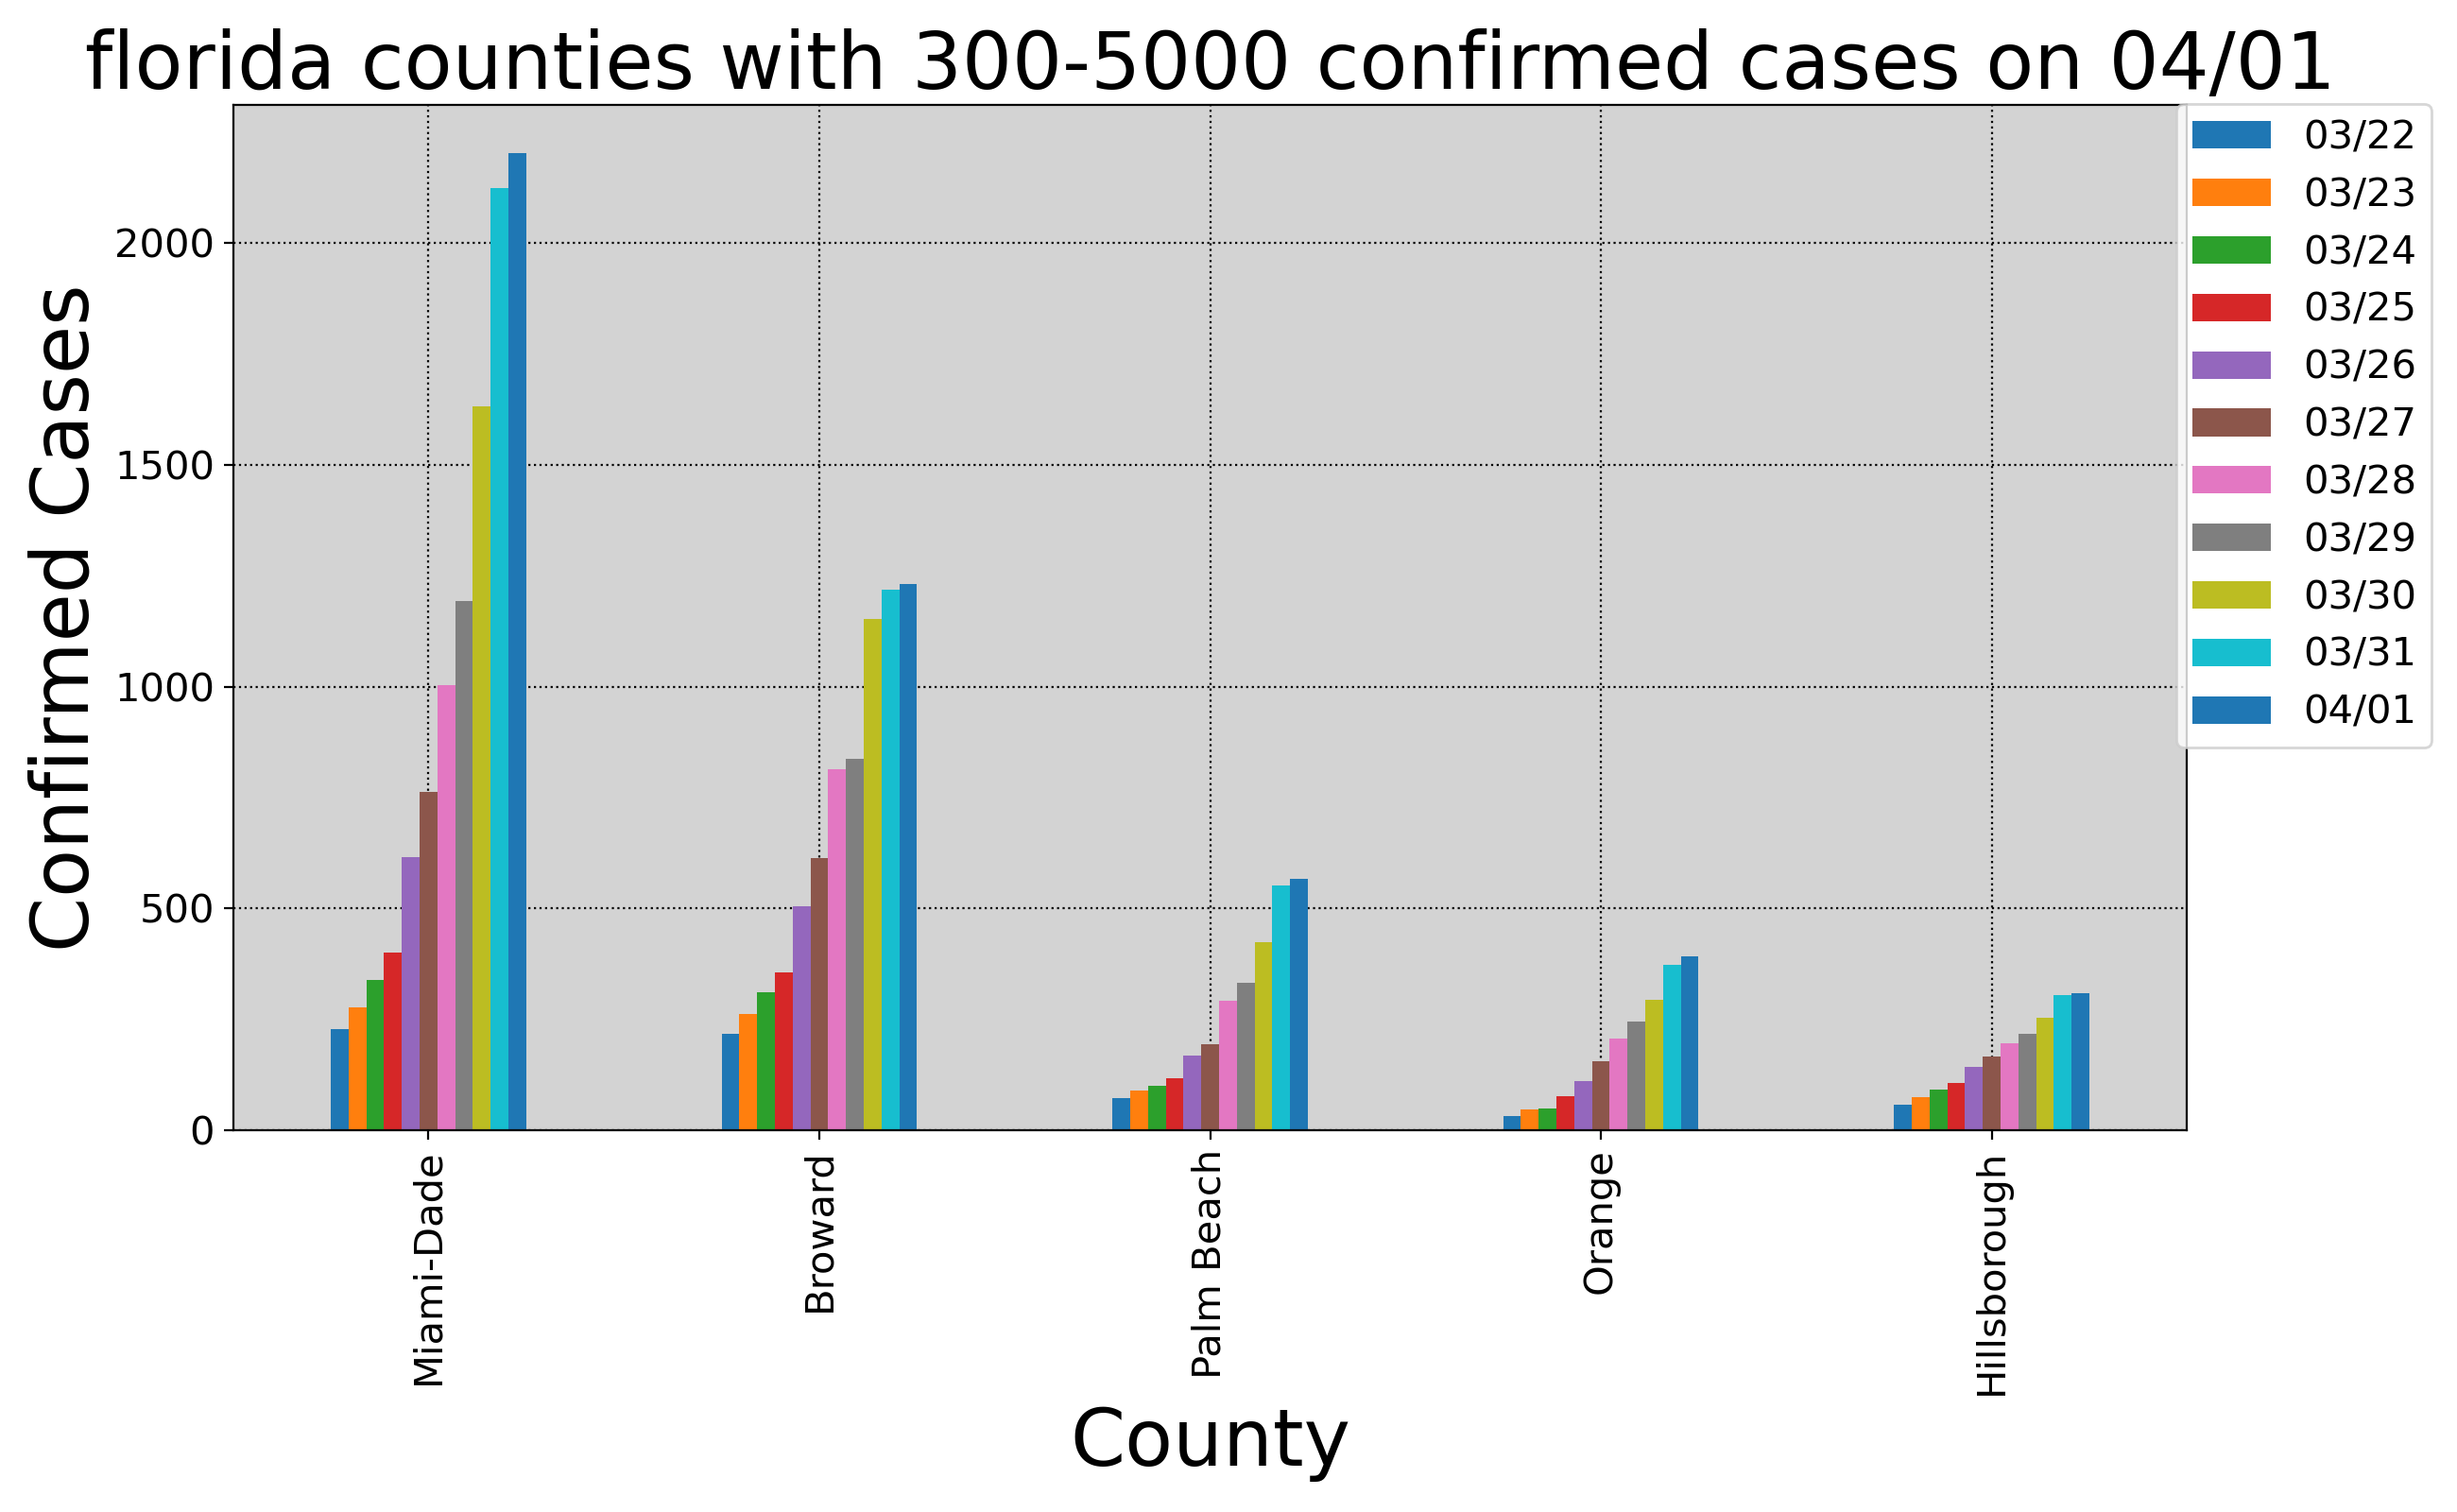 florida counties with 300-5000 confirmed cases on 04/01
Confirmed Cases
2000
1500
1000
500
0
03/22
03/23
03/24
03/25
03/26
03/27
03/28
03/29
03/30
03/31
04/01
Miami-Dade
Broward
Palm Beach
Orange
Hillsborough
County